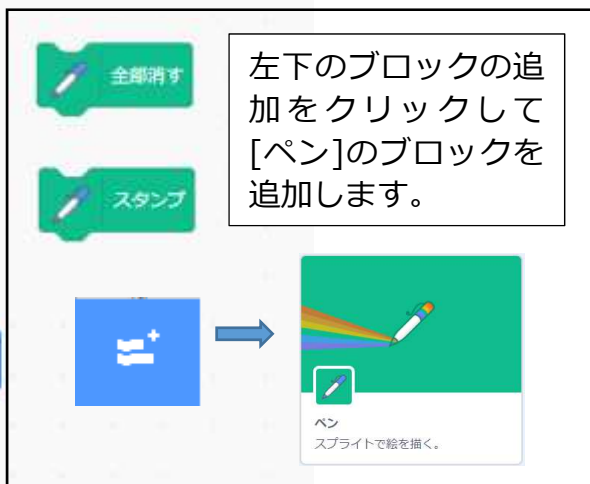 全部消す
左下のブロックの追
加をクリックして
[ペン]のブロックを
追加します。
スタンプ
ペン
スプライトで絵を描く。